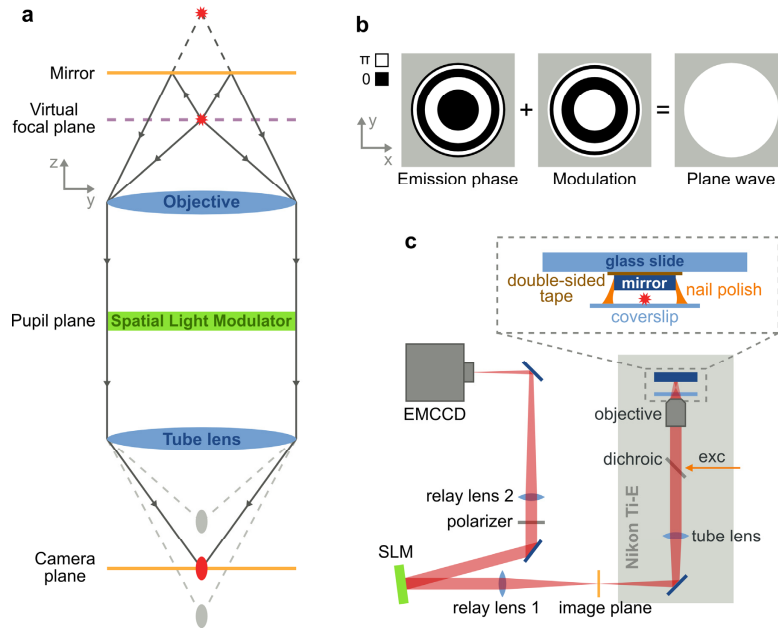 a
Mirror
Virtual
focal plane
z
y
Objective
Pupil plane
Spatial Light Modulator
Tube lens
Camera
plane
b
π
0
y
x
+
=
Emission phase
Modulation
Plane wave
c
glass slide
double-sided
tape
mirror
nail polish
coverslip
EMCCD
objective
dichroic
exc
relay lens 2
polarizer
Nikon Ti-E
tube lens
SLM
relay lens 1
image plane